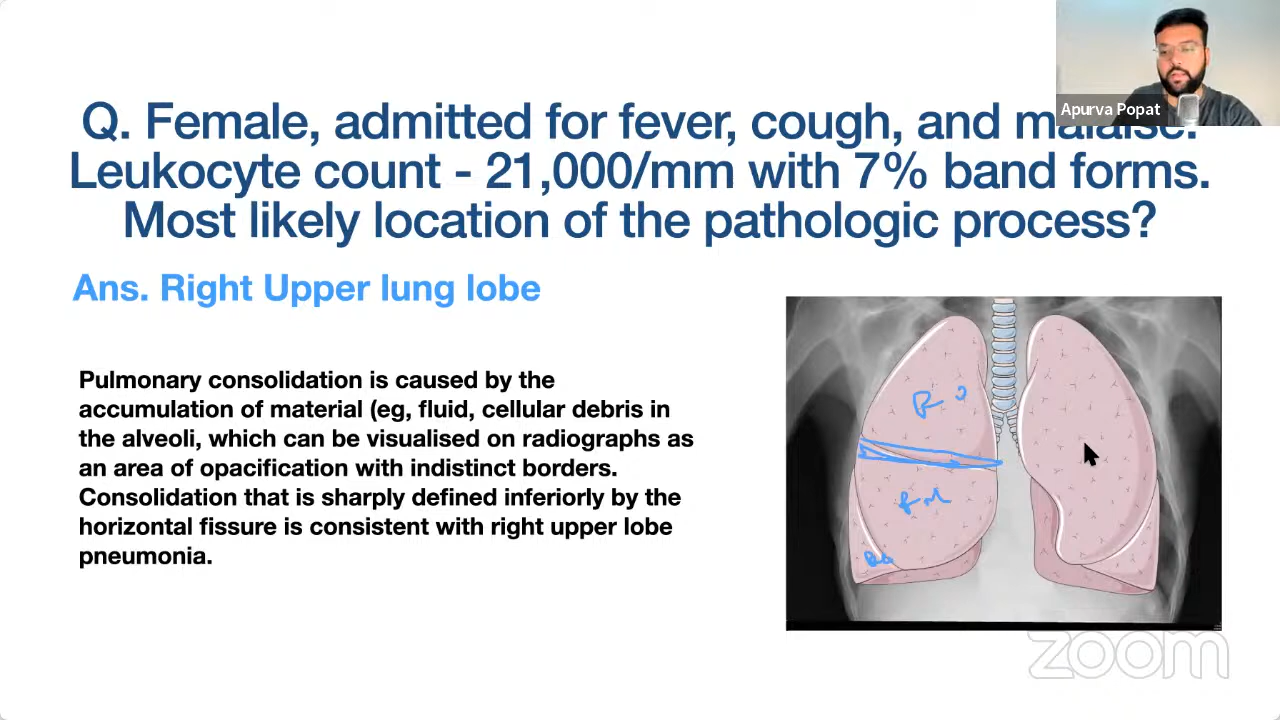 Apurva Popat
Q. Female, admitted for fever, cough, and malaise.
Leukocyte count - 21,000/mm with 7% band forms.
Most likely location of the pathologic process?
Ans. Right Upper lung lobe
Pulmonary consolidation is caused by the
accumulation of material (eg, fluid, cellular debris in
the alveoli, which can be visualised on radiographs as
an area of opacification with indistinct borders.
Consolidation that is sharply defined inferiorly by the
horizontal fissure is consistent with right upper lobe
pneumonia.
RM
zoom